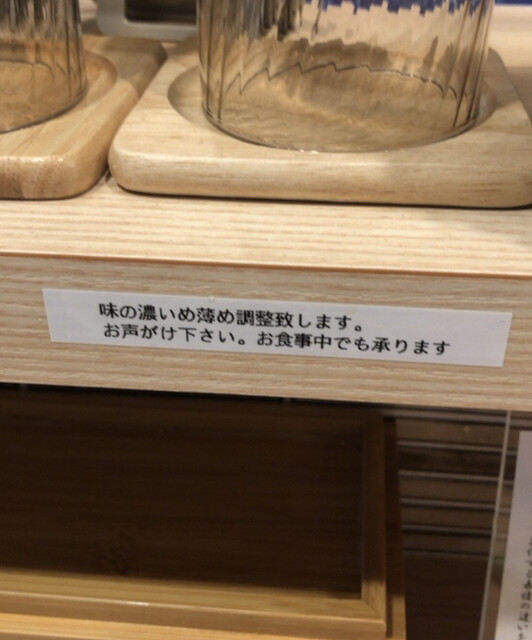 味の濃いめ薄め調整致します。
お声がけ下さい。お食事中でも承ります